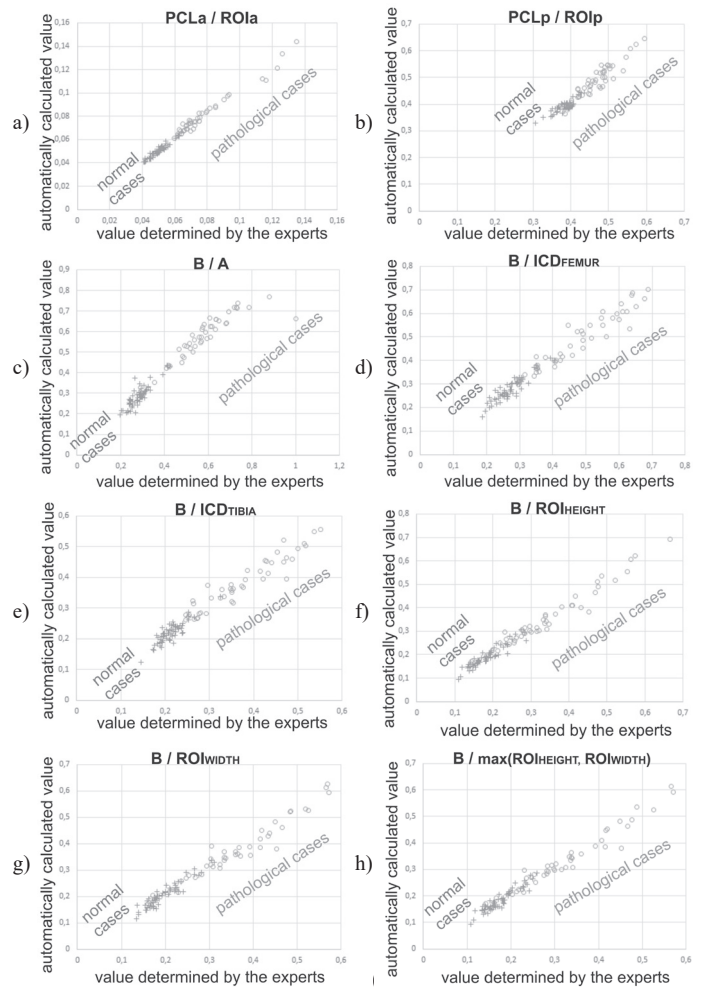 PCLa / ROIa
automatically calculated value
0,16
0,14
0,12
0,1
0,08
0,06
0,04
0,02
0
normal
cases
pathological cases
a)
0 0,02 0,04 0,06 0,08 0,1 0,12 0,14 0,16
value determined by the experts
PCLp / ROIp
automatically calculated value
0,7
0,6
0,5
0,4
0,3
0,2
0,1
0
normal
cases
pathological cases
b)
0 0,1 0,2 0,3 0,4 0,5 0,6 0,7
value determined by the experts
B / A
automatically calculated value
0,9
0,8
0,7
0,6
0,5
0,4
0,3
0,2
0,1
0
normal
cases
pathological cases
c)
0 0,2 0,4 0,6 0,8 1 1,2
value determined by the experts
B / ICDFEMUR
automatically calculated value
0,8
0,7
0,6
0,5
0,4
0,3
0,2
0,1
0
normal
cases
pathological cases
d)
0 0,1 0,2 0,3 0,4 0,5 0,6 0,7 0,8
value determined by the experts
B / ICDTIBIA
automatically calculated value
0,6
0,5
0,4
0,3
0,2
0,1
0
normal
cases
pathological cases
e)
0 0,1 0,2 0,3 0,4 0,5 0,6
value determined by the experts
B / ROIHEIGHT
automatically calculated value
0,8
0,7
0,6
0,5
0,4
0,3
0,2
0,1
0
normal
cases
pathological cases
f)
0 0,1 0,2 0,3 0,4 0,5 0,6 0,7
value determined by the experts
B / ROIWIDTH
automatically calculated value
0,7
0,6
0,5
0,4
0,3
0,2
0,1
0
normal
cases
pathological cases
g)
0 0,1 0,2 0,3 0,4 0,5 0,6 0,7
value determined by the experts
B / max(ROIHEIGHT, ROIWIDTH)
automatically calculated value
0,7
0,6
0,5
0,4
0,3
0,2
0,1
0
normal
cases
pathological cases
h)
0 0,1 0,2 0,3 0,4 0,5 0,6
value determined by the experts